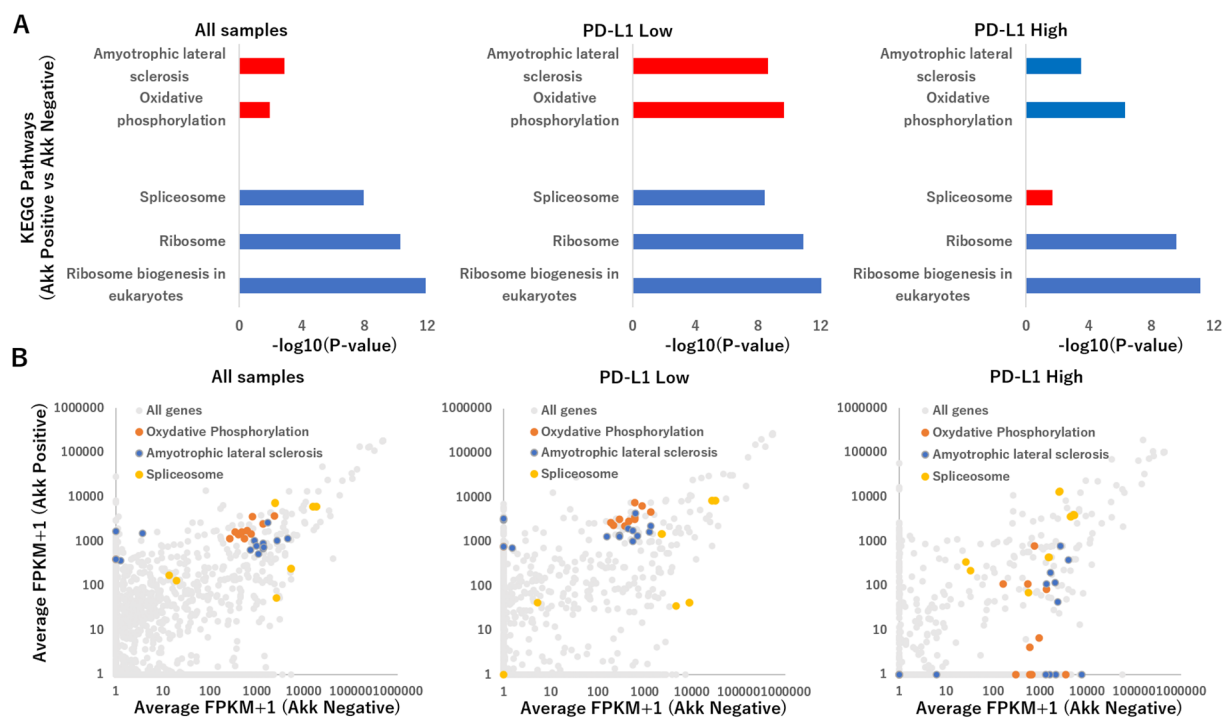 A
All samples
PD-L1 Low
PD-L1 High
KEGG Pathways
(Akk Positive vs Akk Negative)
Amyotrophic lateral
sclerosis
Oxidative
phosphorylation
Spliceosome
Ribosome
Ribosome biogenesis in
eukaryotes
0 4 8 12
-log10(P-value)
Amyotrophic lateral
sclerosis
Oxidative
phosphorylation
Spliceosome
Ribosome
Ribosome biogenesis in
eukaryotes
0 4 8 12
-log10(P-value)
Amyotrophic lateral
sclerosis
Oxidative
phosphorylation
Spliceosome
Ribosome
Ribosome biogenesis in
eukaryotes
0 4 8 12
-log10(P-value)
B
All samples
PD-L1 Low
PD-L1 High
Average FPKM+1 (Akk Positive)
1000000
100000
10000
1000
100
10
1
All genes
Oxydative Phosphorylation
Amyotrophic lateral sclerosis
Spliceosome
1 10 100 1000 10000 1000001000000
Average FPKM+1 (Akk Negative)
1000000
100000
10000
1000
100
10
1
All genes
Oxydative Phosphorylation
Amyotrophic lateral sclerosis
Spliceosome
1 10 100 1000 10000 1000001000000
Average FPKM+1 (Akk Negative)
1000000
100000
10000
1000
100
10
1
All genes
Oxydative Phosphorylation
Amyotrophic lateral sclerosis
Spliceosome
1 10 100 1000 10000 1000001000000
Average FPKM+1 (Akk Negative)